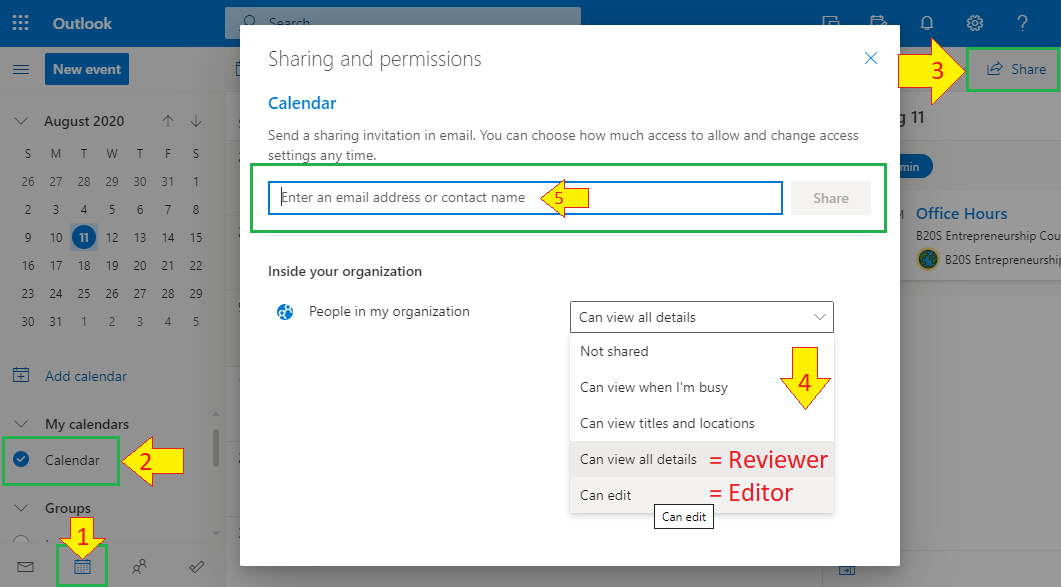 Outlook
Search
New event
3
Share
August 2020
S M T W T F S
26 27 28 29 30 31 1
2 3 4 5 6 7 8
9 10 11 12 13 14 15
16 17 18 19 20 21 22
23 24 25 26 27 28 29
30 31 1 2 3 4 5
Add calendar
My calendars
Calendar
2
Groups
1
Sharing and permissions
Calendar
Send a sharing invitation in email. You can choose how much access to allow and change access
settings any time.
Enter an email address or contact name
5
Share
Inside your organization
People in my organization
Can view all details
Not shared
Can view when I'm busy
4
Can view titles and locations
Can view all details = Reviewer
Can edit = Editor
Can edit
11
Office Hours
B20S Entrepreneurship Cou
B20S Entrepreneurship